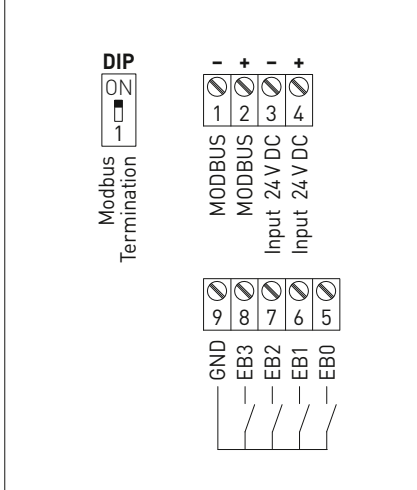 DIP
ON
1
Modbus
Termination
– + – +
1 2 3 4
MODBUS
MODBUS
Input 24 V DC
Input 24 V DC
9 8 7 6 5
GND
EB3
EB2
EB1
EB0